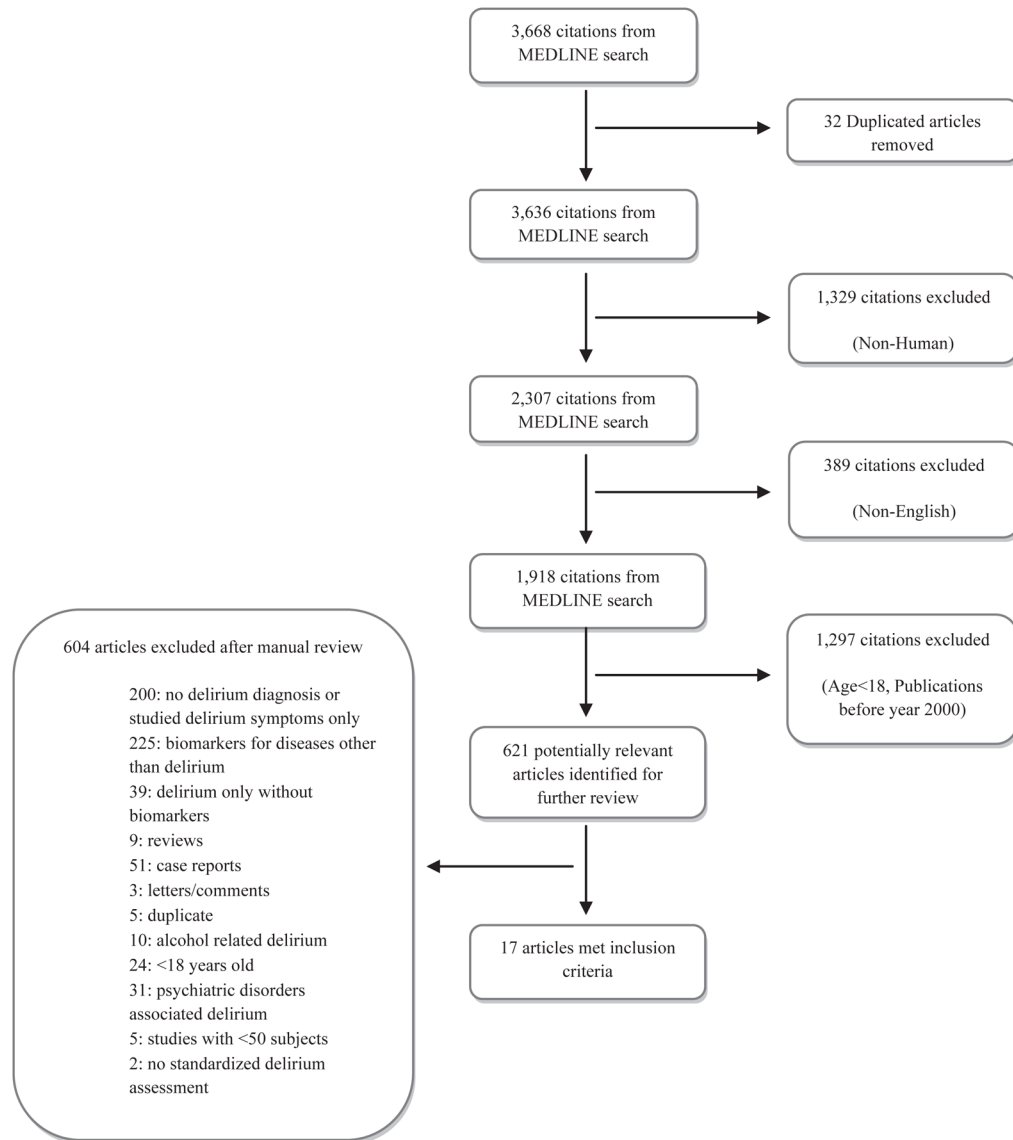 3,668 citations from
MEDLINE search
32 Duplicated articles
removed
3,636 citations from
MEDLINE search
1,329 citations excluded
(Non-Human)
2,307 citations from
MEDLINE search
389 citations excluded
(Non-English)
1,918 citations from
MEDLINE search
1,297 citations excluded
(Age<18, Publications
before year 2000)
621 potentially relevant
articles identified for
further review
604 articles excluded after manual review
200: no delirium diagnosis or
studied delirium symptoms only
225: biomarkers for diseases other
than delirium
39: delirium only without
biomarkers
9: reviews
51: case reports
3: letters/comments
5: duplicate
10: alcohol related delirium
24: <18 years old
31: psychiatric disorders
associated delirium
5: studies with <50 subjects
2: no standardized delirium
assessment
17 articles met inclusion
criteria